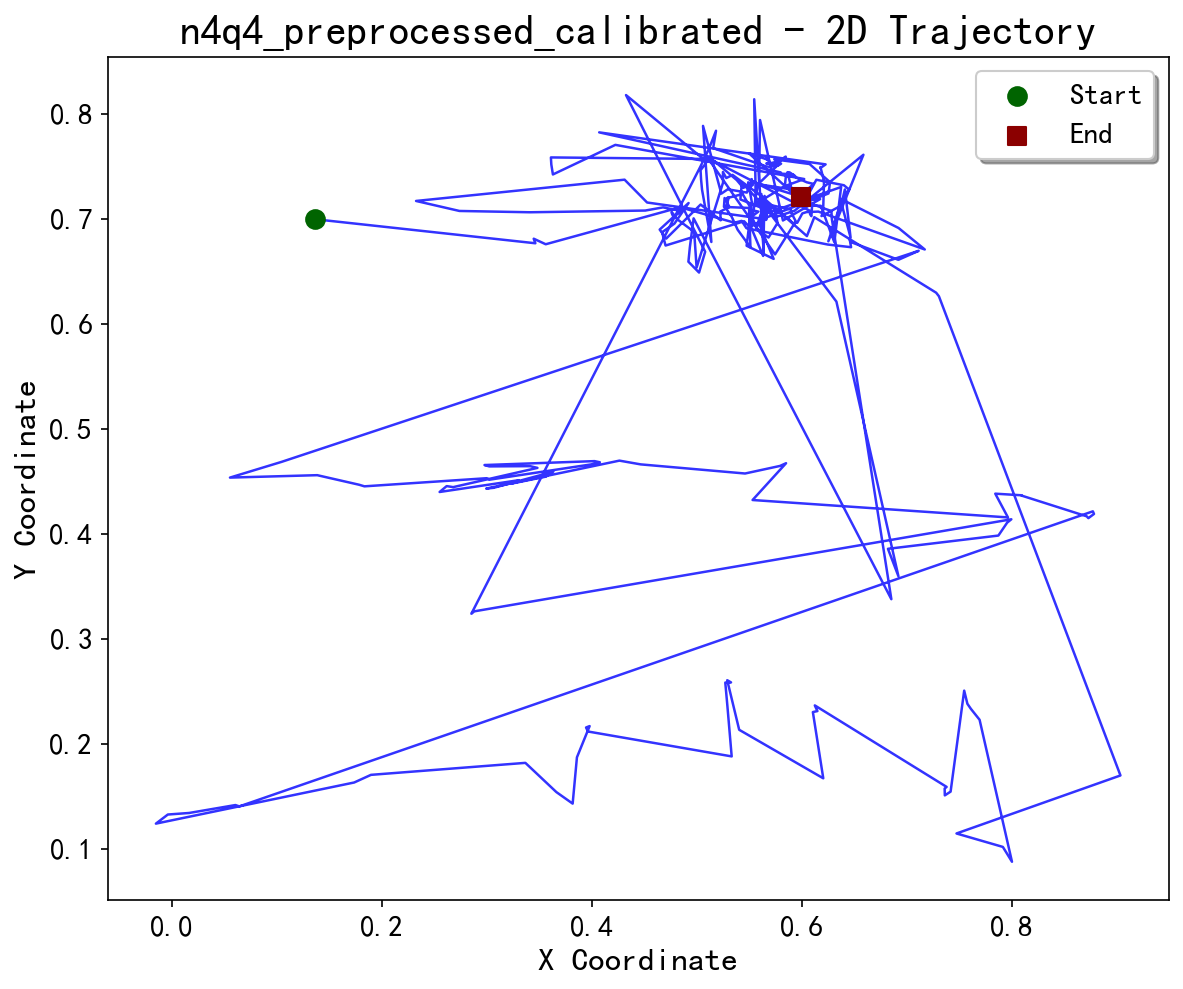 n4q4_preprocessed_calibrated - 2D Trajectory
Start
End
0.8
0.7
0.6
0.5
0.4
0.3
0.2
0.1
Y Coordinate
0.0 0.2 0.4 0.6 0.8
X Coordinate